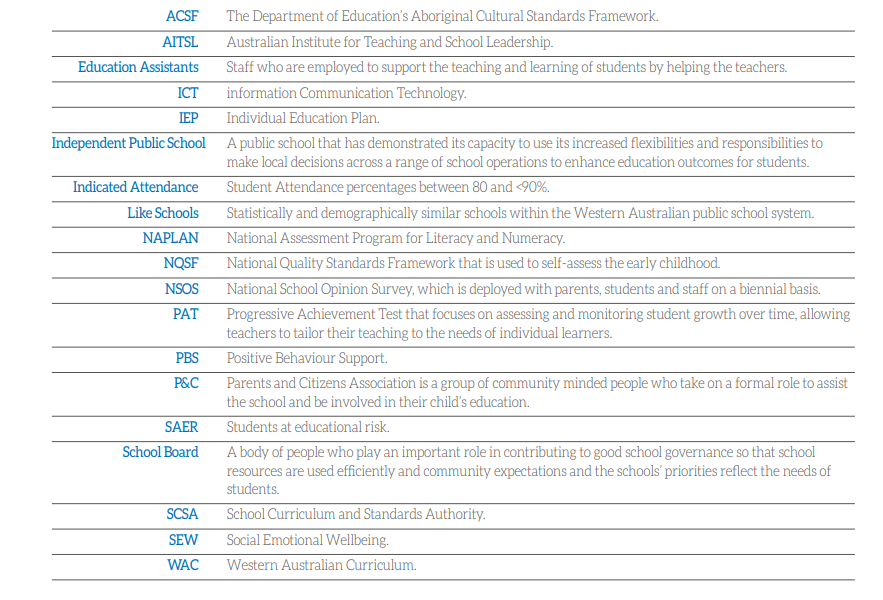 ACSF The Department of Education's Aboriginal Cultural Standards Framework.
AITSL Australian Institute for Teaching and School Leadership.
Education Assistants Staff who are employed to support the teaching and learning of students by helping the teachers.
ICT information Communication Technology.
IEP Individual Education Plan.
Independent Public School A public school that has demonstrated its capacity to use its increased flexibilities and responsibilities to
make local decisions across a range of school operations to enhance education outcomes for students.
Indicated Attendance Student Attendance percentages between 80 and <90%.
Like Schools Statistically and demographically similar schools within the Western Australian public school system.
NAPLAN National Assessment Program for Literacy and Numeracy.
NQSF National Quality Standards Framework that is used to self-assess the early childhood.
NSOS National School Opinion Survey, which is deployed with parents, students and staff on a biennial basis.
PAT Progressive Achievement Test that focuses on assessing and monitoring student growth over time, allowing
teachers to tailor their teaching to the needs of individual learners.
PBS Positive Behaviour Support.
P&C Parents and Citizens Association is a group of community minded people who take on a formal role to assist
the school and be involved in their child's education.
SAER Students at educational risk.
School Board A body of people who play an important role in contributing to good school governance so that school
resources are used efficiently and community expectations and the schools' priorities reflect the needs of
students.
SCSA School Curriculum and Standards Authority.
SEW Social Emotional Wellbeing.
WAC Western Australian Curriculum.